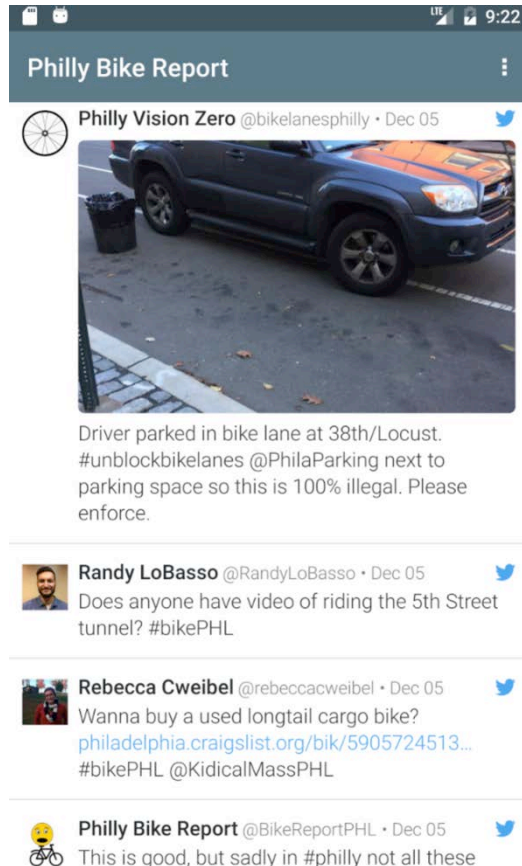 LTE 9:22
Philly Bike Report
Philly Vision Zero @bikelanesphilly • Dec 05
Driver parked in bike lane at 38th/Locust.
#unblockbikelanes @PhilaParking next to
parking space so this is 100% illegal. Please
enforce.
Randy LoBasso @RandyLoBasso • Dec 05
Does anyone have video of riding the 5th Street
tunnel? #bikePHL
Rebecca Cweibel @rebeccacweibel • Dec 05
Wanna buy a used longtail cargo bike?
philadelphia.craigslist.org/bik/5905724513...
#bikePHL @KidicalMassPHL
Philly Bike Report @BikeReportPHL • Dec 05
This is good, but sadly in #philly not all these